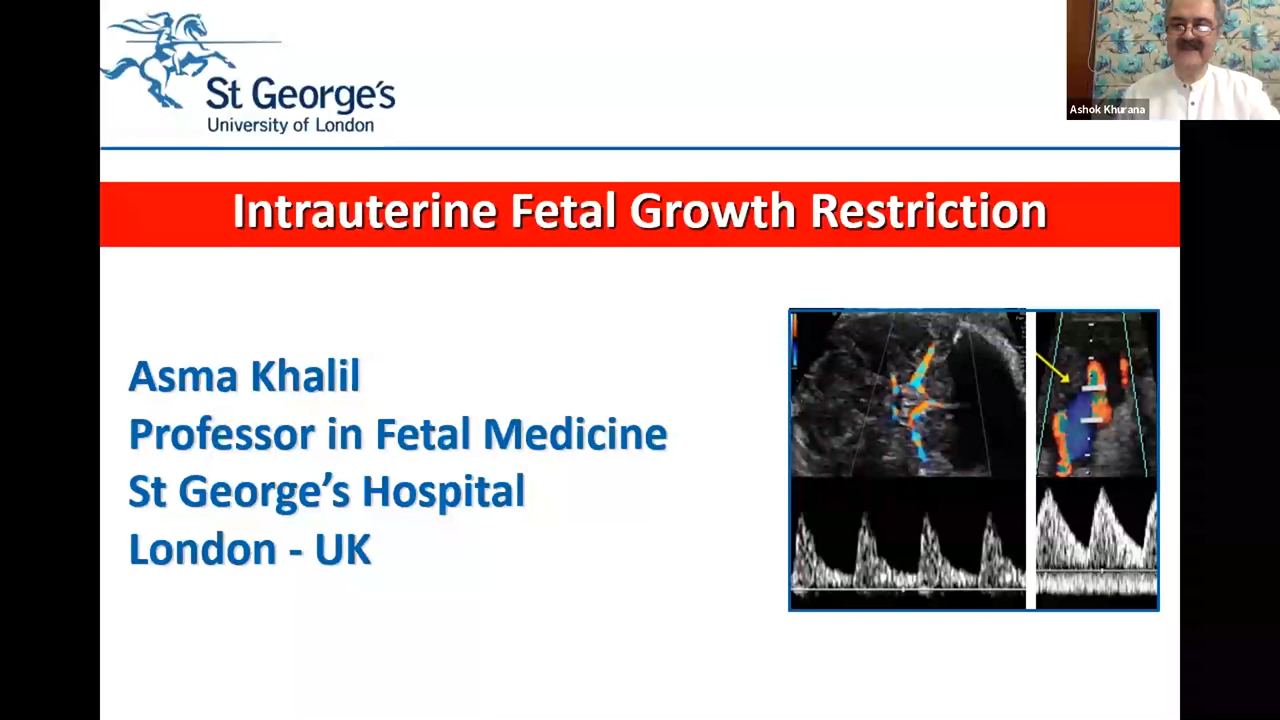 St George's
University of London
Ashok Khurana
Intrauterine Fetal Growth Restriction
Asma Khalil
Professor in Fetal Medicine
St George’s Hospital
London - UK